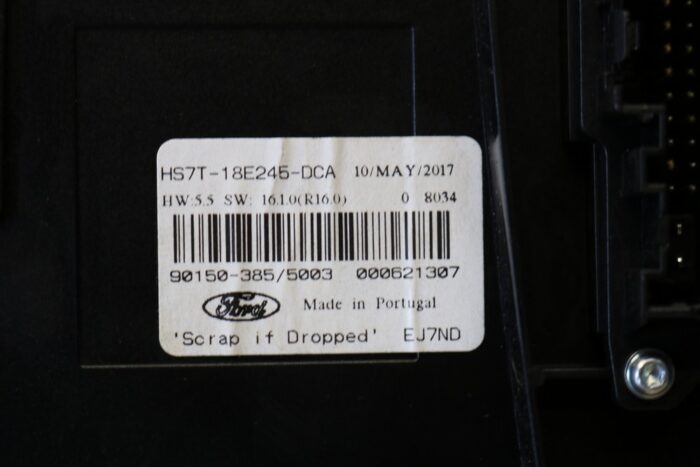 HS7T-18E245-DCA 10/MAY/2017
HW:5.5 SW: 16.1.0(R16.0) 0 8034
90150-385/5003 000621307
Ford Made in Portugal
'Scrap if Dropped' EJ7ND